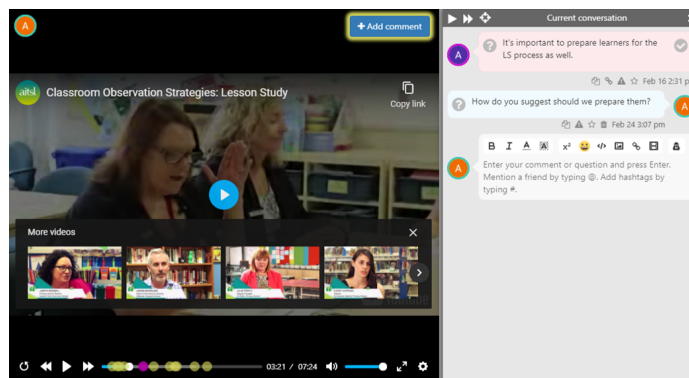 A
+ Add comment
Current conversation
A
It's important to prepare learners for the
LS process as well.
Feb 16 2:31 p
How do you suggest should we prepare them?
A
Feb 24 3:07 pm
aitsl
Classroom Observation Strategies: Lesson Study
Copy link
B I A A x² </>
A
Enter your comment or question and press Enter.
Mention a friend by typing @. Add hashtags by
typing #.
More videos
03:21 / 07:24